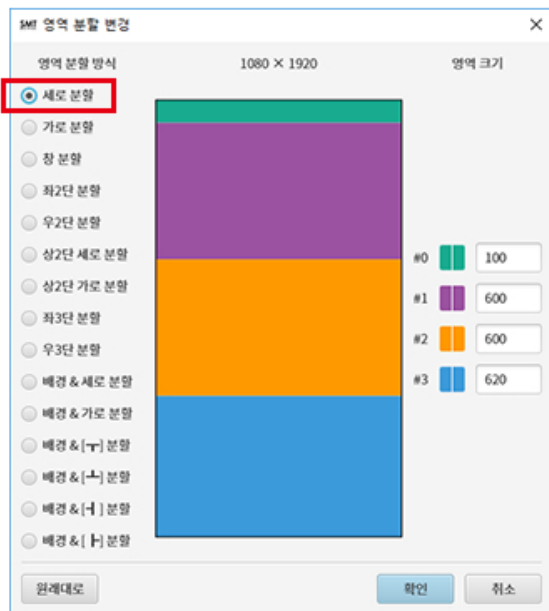 SMT 영역 분할 변경
영역 분할 방식
1080 × 1920
영역 크기
세로 분할
가로 분할
창 분할
좌2단 분할
우2단 분할
상2단 세로 분할
상2단 가로 분할
좌3단 분할
우3단 분할
배경 & 세로 분할
배경 & 가로 분할
배경 & [ㅜ] 분할
배경 & [ㅗ] 분할
배경 & [ㅓ] 분할
배경 & [ㅏ] 분할
#0 100
#1 600
#2 600
#3 620
원래대로
확인
취소